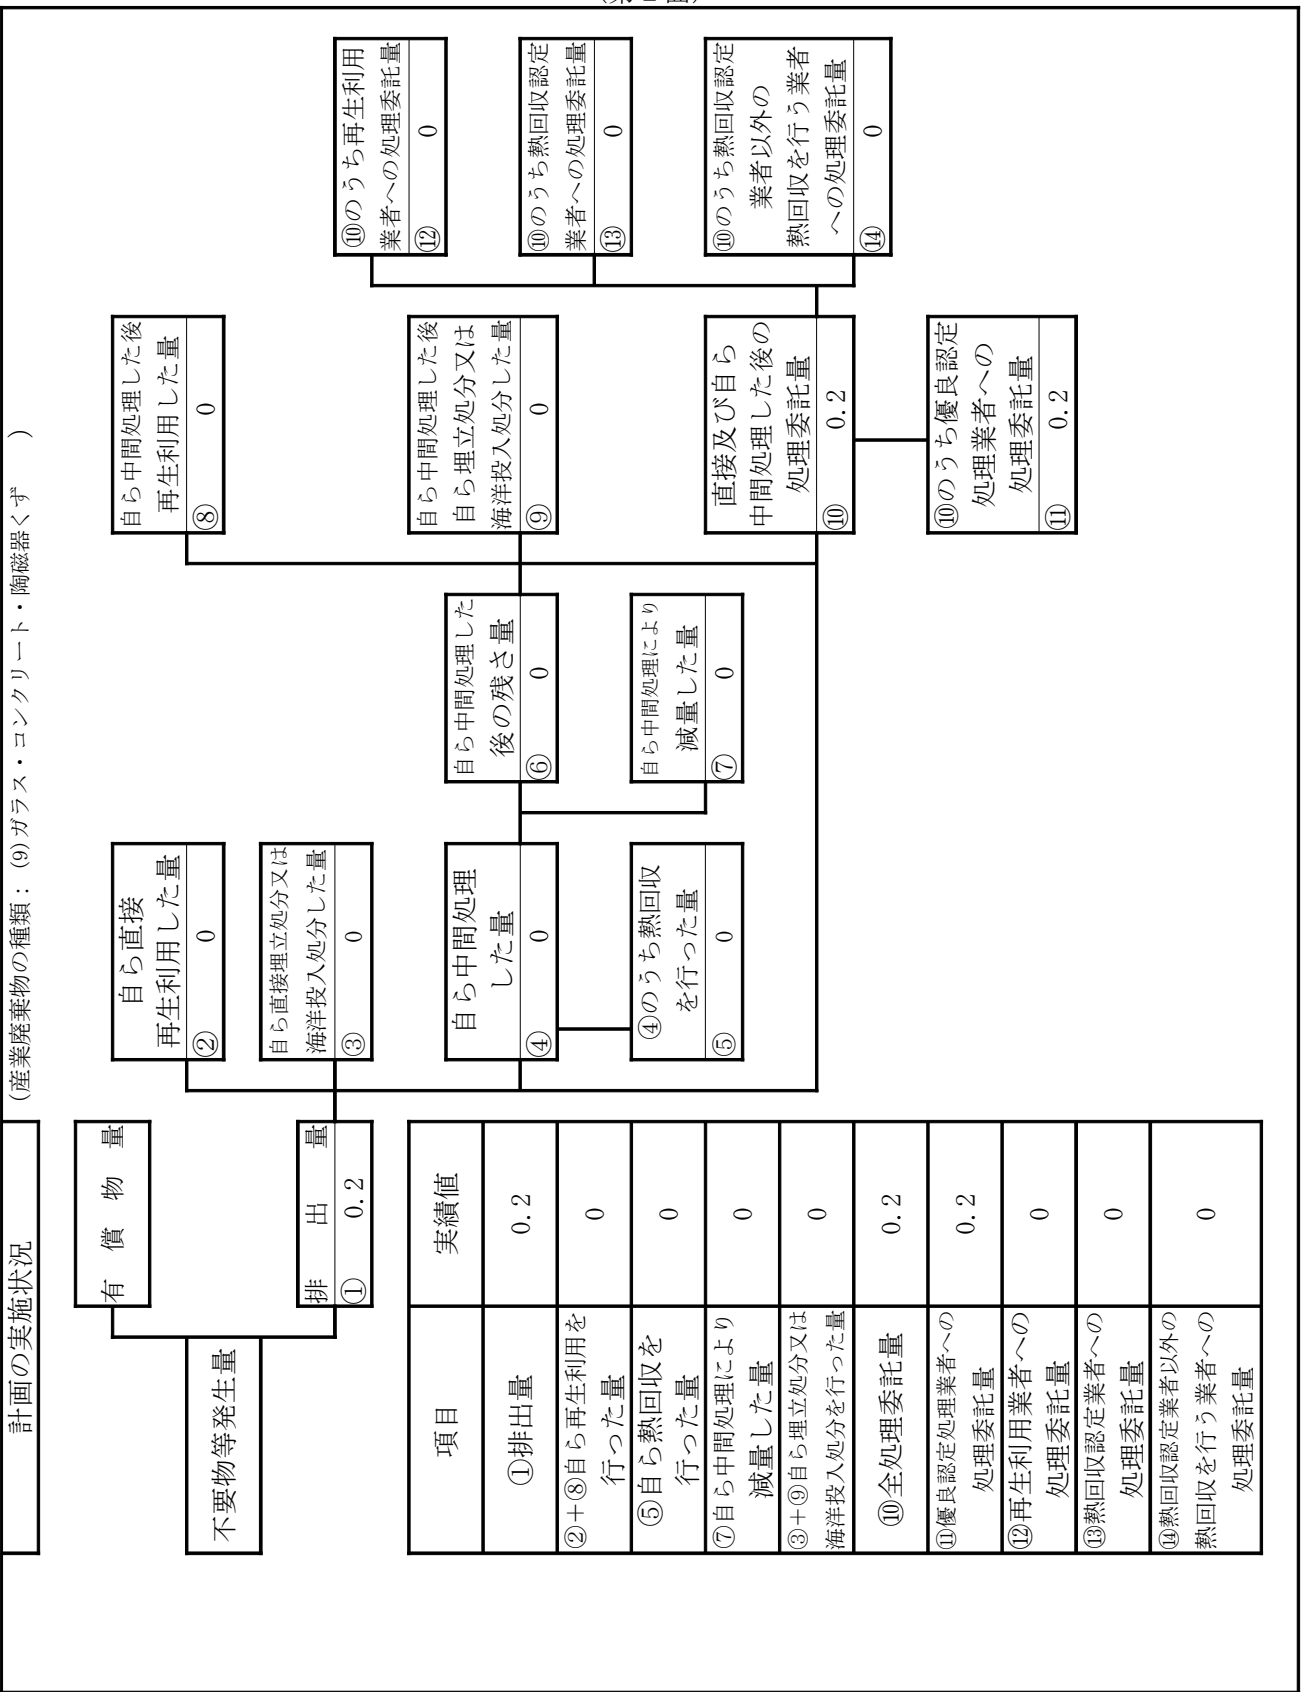 (第2面)
計画の実施状況
(産業廃棄物の種類：(9)ガラス・コンクリート・陶磁器くず )
不要物等発生量
有償物量
排出量
① 0.2
自ら直接
再生利用した量
② 0
自ら直接埋立処分又は
海洋投入処分した量
③ 0
自ら中間処理
した量
④ 0
④のうち熱回収
を行った量
⑤ 0
自ら中間処理した
後の残さ量
⑥ 0
自ら中間処理により
減量した量
⑦ 0
自ら中間処理した後
再生利用した量
⑧ 0
自ら中間処理した後
自ら埋立処分又は
海洋投入処分した量
⑨ 0
直接及び自ら
中間処理した後の
処理委託量
⑩ 0.2
⑩のうち優良認定
処理業者への
処理委託量
⑪ 0.2
⑩のうち再生利用
業者への処理委託量
⑫ 0
⑩のうち熱回収認定
業者への処理委託量
⑬ 0
⑩のうち熱回収認定
業者以外の
熱回収を行う業者
への処理委託量
⑭ 0
項目 実績値
①排出量 0.2
②＋⑧自ら再生利用を
行った量 0
⑤自ら熱回収を
行った量 0
⑦自ら中間処理により
減量した量 0
③＋⑨自ら埋立処分又は
海洋投入処分を行った量 0
⑩全処理委託量 0.2
⑪優良認定処理業者への
処理委託量 0.2
⑫再生利用業者への
処理委託量 0
⑬熱回収認定業者への
処理委託量 0
⑭熱回収認定業者以外の
熱回収を行う業者への
処理委託量 0